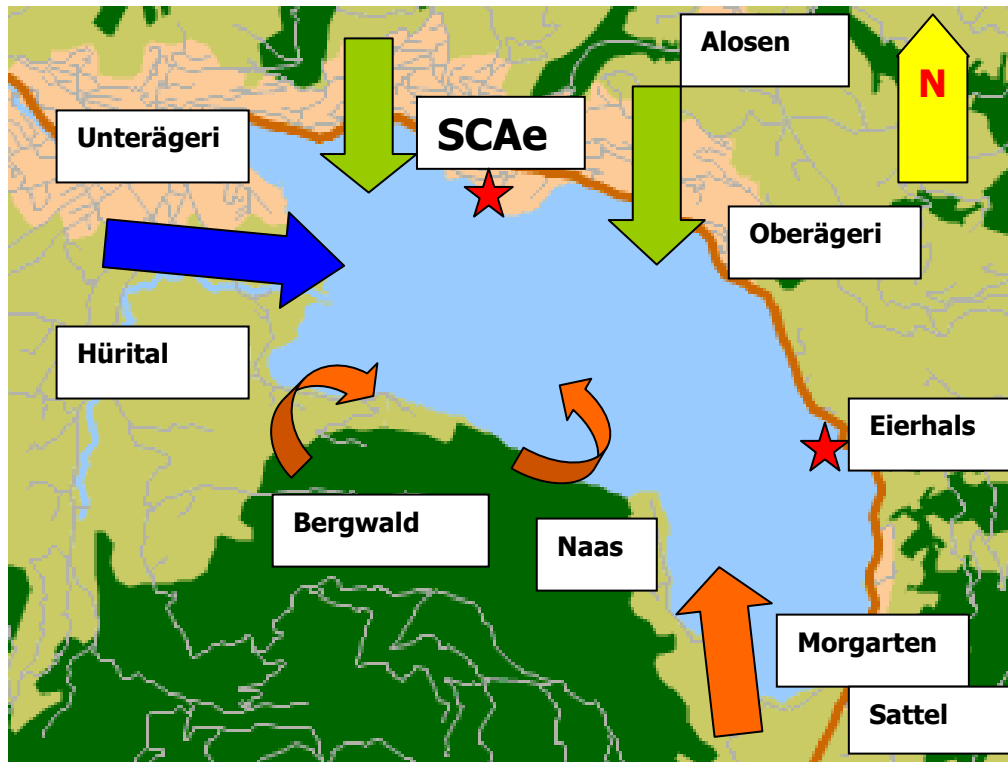 Alosen
N
Unterägeri
SCAe
Oberägeri
Hürital
Eierhals
Bergwald
Naas
Morgarten
Sattel